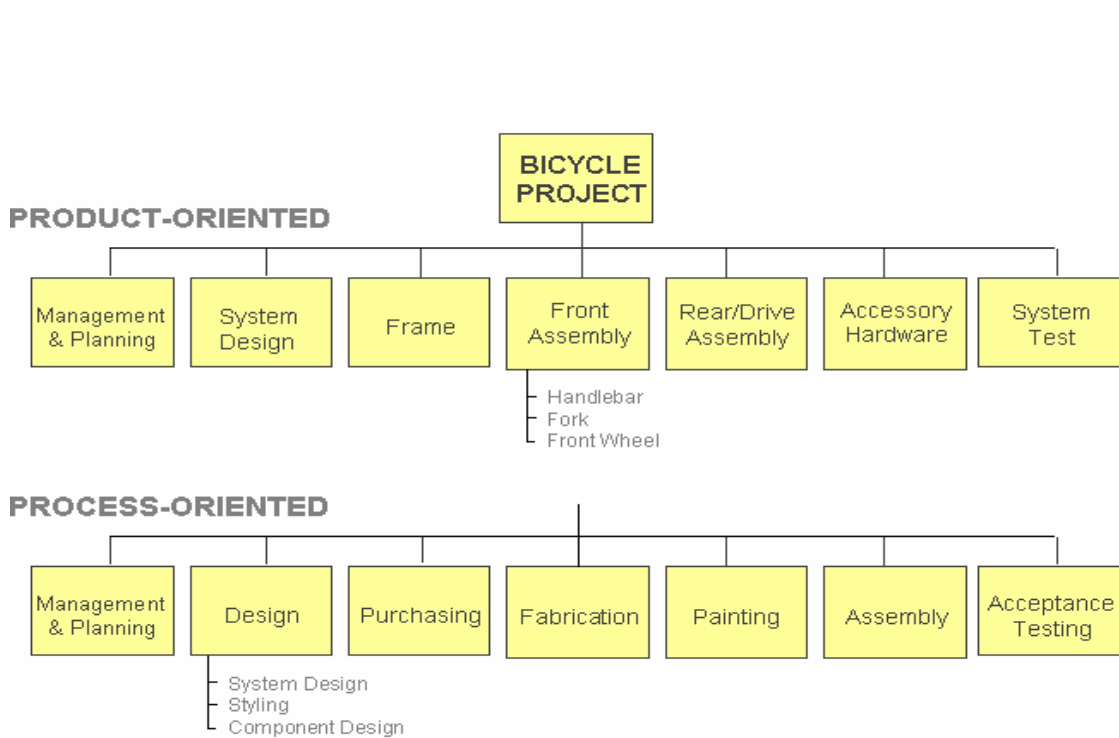 BICYCLE
PROJECT
PRODUCT-ORIENTED
Management
& Planning
System
Design
Frame
Front
Assembly
Rear/Drive
Assembly
Accessory
Hardware
System
Test
Handlebar
Fork
Front Wheel
PROCESS-ORIENTED
Management
& Planning
Design
Purchasing
Fabrication
Painting
Assembly
Acceptance
Testing
System Design
Styling
Component Design